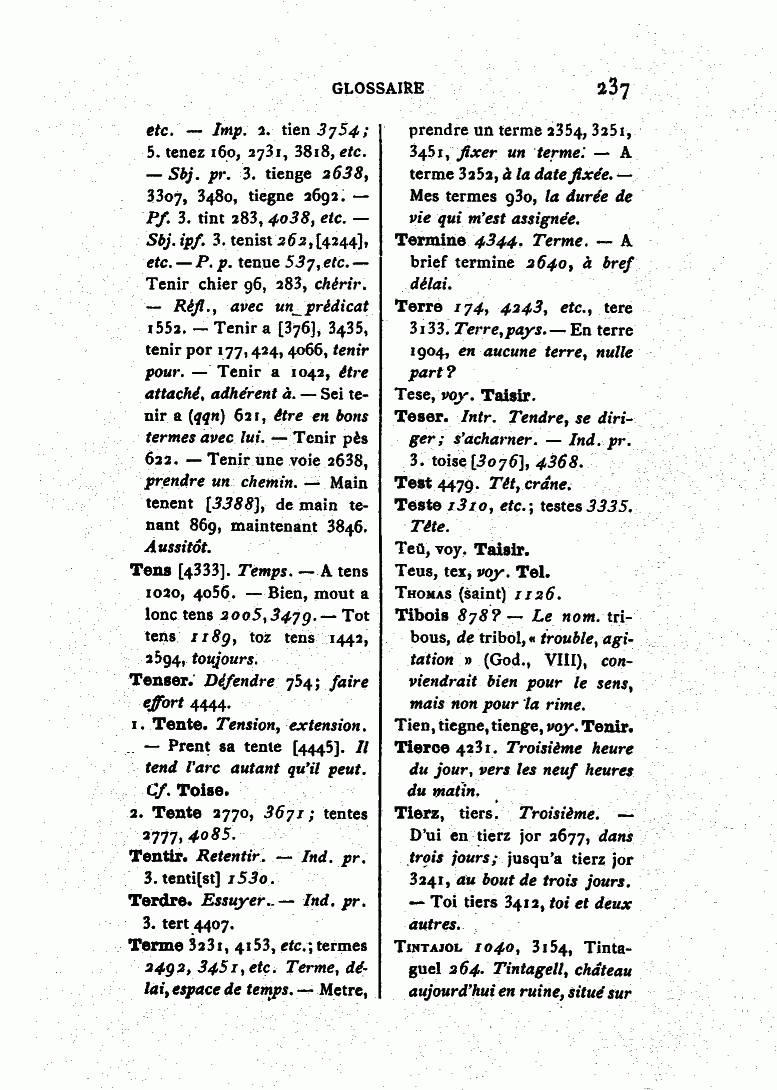 GLOSSAIRE 237
etc. — Imp. 2. tien 3754;
5. tenez 160, 2731, 3818, etc.
— Sbj. pr. 3. tienge 2638,
3307, 3480, tiegne 2692. —
Pf. 3. tint 283, 4038, etc. —
Sbj. ipf. 3. tenist 262, [4244],
etc. — P. p. tenue 537, etc. —
Tenir chier 96, 283, chérir.
— Réfl., avec un prédicat
1552. — Tenir a [376], 3435,
tenir por 177, 424, 4066, tenir
pour. — Tenir a 1042, être
attaché, adhérent à. — Sei te-
nir a (qqn) 621, être en bons
termes avec lui. — Tenir pès
622. — Tenir une voie 2638,
prendre un chemin. — Main
tenent [3388], de main te-
nant 869, maintenant 3846.
Aussitôt.
Tens [4333]. Temps. — A tens
1020, 4056. — Bien, mout a
lonc tens 2005, 3479. — Tot
tens 1189, toz tens 1442,
2594, toujours.
Tenser. Défendre 754; faire
effort 4444.
1. Tente. Tension, extension.
— Prent sa tente [4445]. Il
tend l'arc autant qu'il peut.
Cf. Toise.
2. Tente 2770, 3671; tentes
2777, 4085.
Tentir. Retentir. — Ind. pr.
3. tenti[st] 1530.
Terdre. Essuyer. — Ind. pr.
3. tert 4407.
Terme 3231, 4153, etc.; termes
2492, 3451, etc. Terme, dé-
lai, espace de temps. — Metre,
prendre un terme 2354, 3251,
3451, fixer un terme. — A
terme 3252, à la date fixée. —
Mes termes 930, la durée de
vie qui m'est assignée.
Termine 4344. Terme. — A
brief termine 2640, à bref
délai.
Terre 174, 4243, etc., tere
3133. Terre, pays. — En terre
1904, en aucune terre, nulle
part?
Tese, voy. Taisir.
Teser. Intr. Tendre, se diri-
ger; s'acharner. — Ind. pr.
3. toise [3076], 4368.
Test 4479. Têt, crâne.
Teste 1310, etc.; testes 3335.
Tête.
Teü, voy. Taisir.
Teus, tex, voy. Tel.
THOMAS (saint) 1126.
Tibois 878? — Le nom. tri-
bous, de tribol, « trouble, agi-
tation » (God., VIII), con-
viendrait bien pour le sens,
mais non pour la rime.
Tien, tiegne, tienge, voy. Tenir.
Tierce 4231. Troisième heure
du jour, vers les neuf heures
du matin.
Tierz, tiers. Troisième. —
D'ui en tierz jor 2677, dans
trois jours; jusqu'a tierz jor
3241, au bout de trois jours.
— Toi tiers 3412, toi et deux
autres.
TINTAJOL 1040, 3154, Tinta-
guel 264. Tintagell, château
aujourd'hui en ruine, situé sur